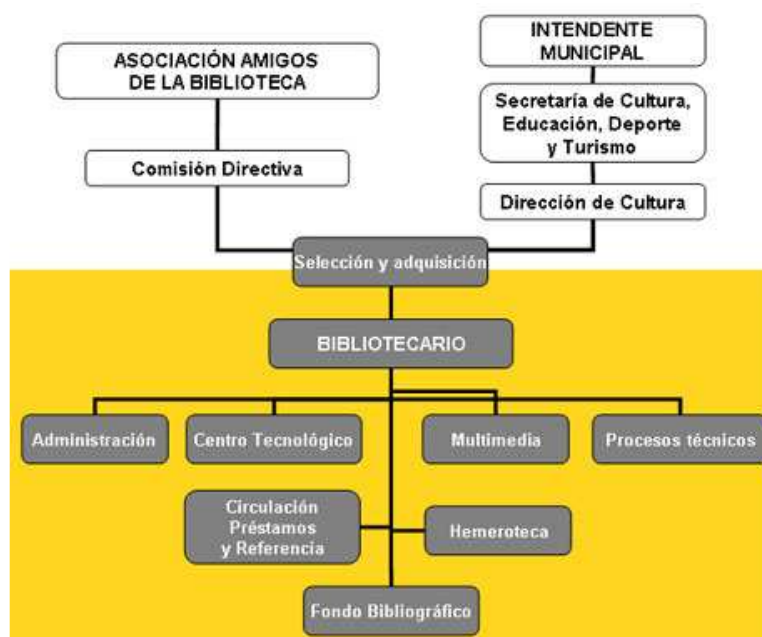 ASOCIACIÓN AMIGOS
DE LA BIBLIOTECA
INTENDENTE
MUNICIPAL
Secretaría de Cultura,
Educación, Deporte
y Turismo
Comisión Directiva
Dirección de Cultura
Selección y adquisición
BIBLIOTECARIO
Administración
Centro Tecnológico
Multimedia
Procesos técnicos
Circulación
Préstamos
y Referencia
Hemeroteca
Fondo Bibliográfico